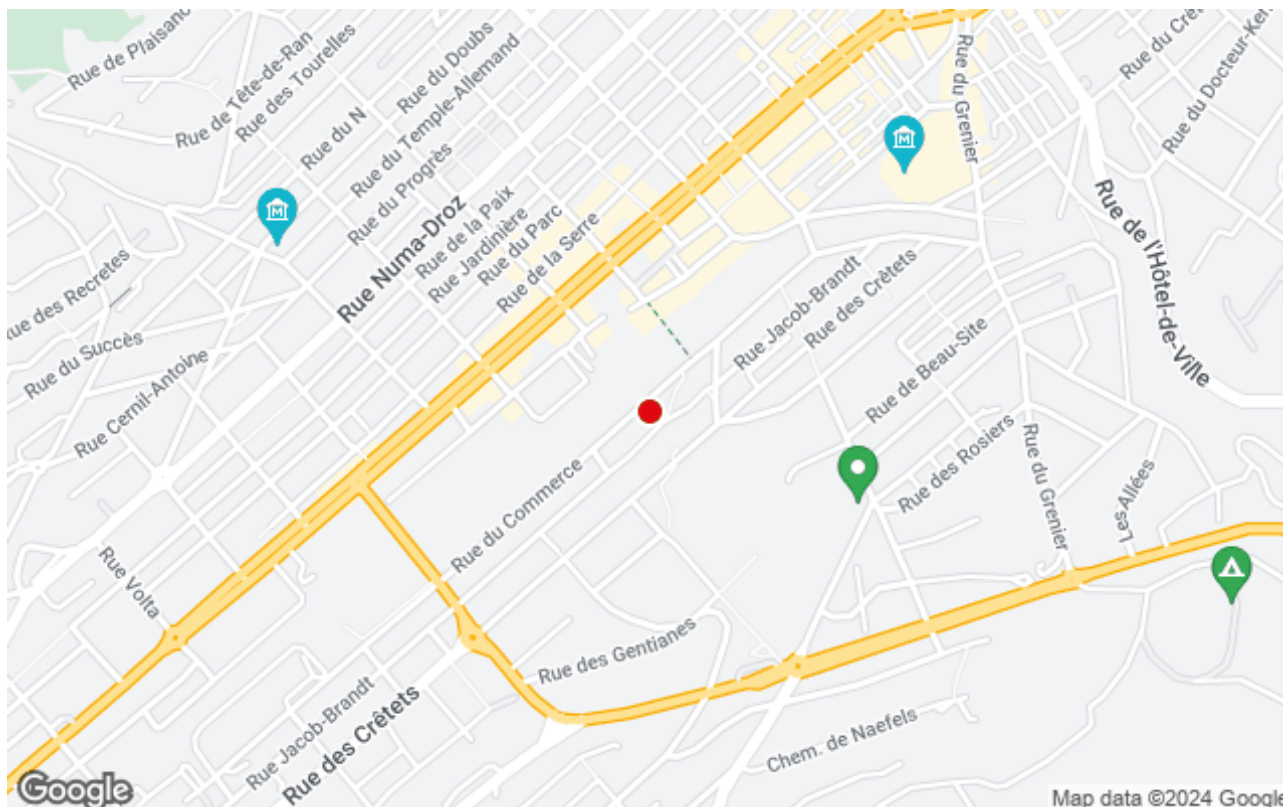 Rue de Plaisanc
Rue de Tête-de-Ran
Rue des Tourelles
Rue du Doubs
Rue du Temple-Allemand
Rue du N
Rue du Progrès
Rue Numa-Droz
Rue de la Paix
Rue Jardinière
Rue du Parc
Rue de la Serre
Rue du Grenier
Rue du Crêt
Rue du Docteur-Ker
Rue de l'Hôtel-de-Ville
M
M
Rue des Recretes
Rue du Succès
Rue Cernil-Antoine
Rue Jacob-Brandt
Rue des Crêtets
Rue de Beau-Site
Rue des Rosiers
Rue du Grenier
Les-Allées
Rue du Commerce
Rue Volta
Rue des Gentianes
Rue Jacob-Brandt
Rue des Crêtets
Chem. de Naefels
Google
Map data ©2024 Google